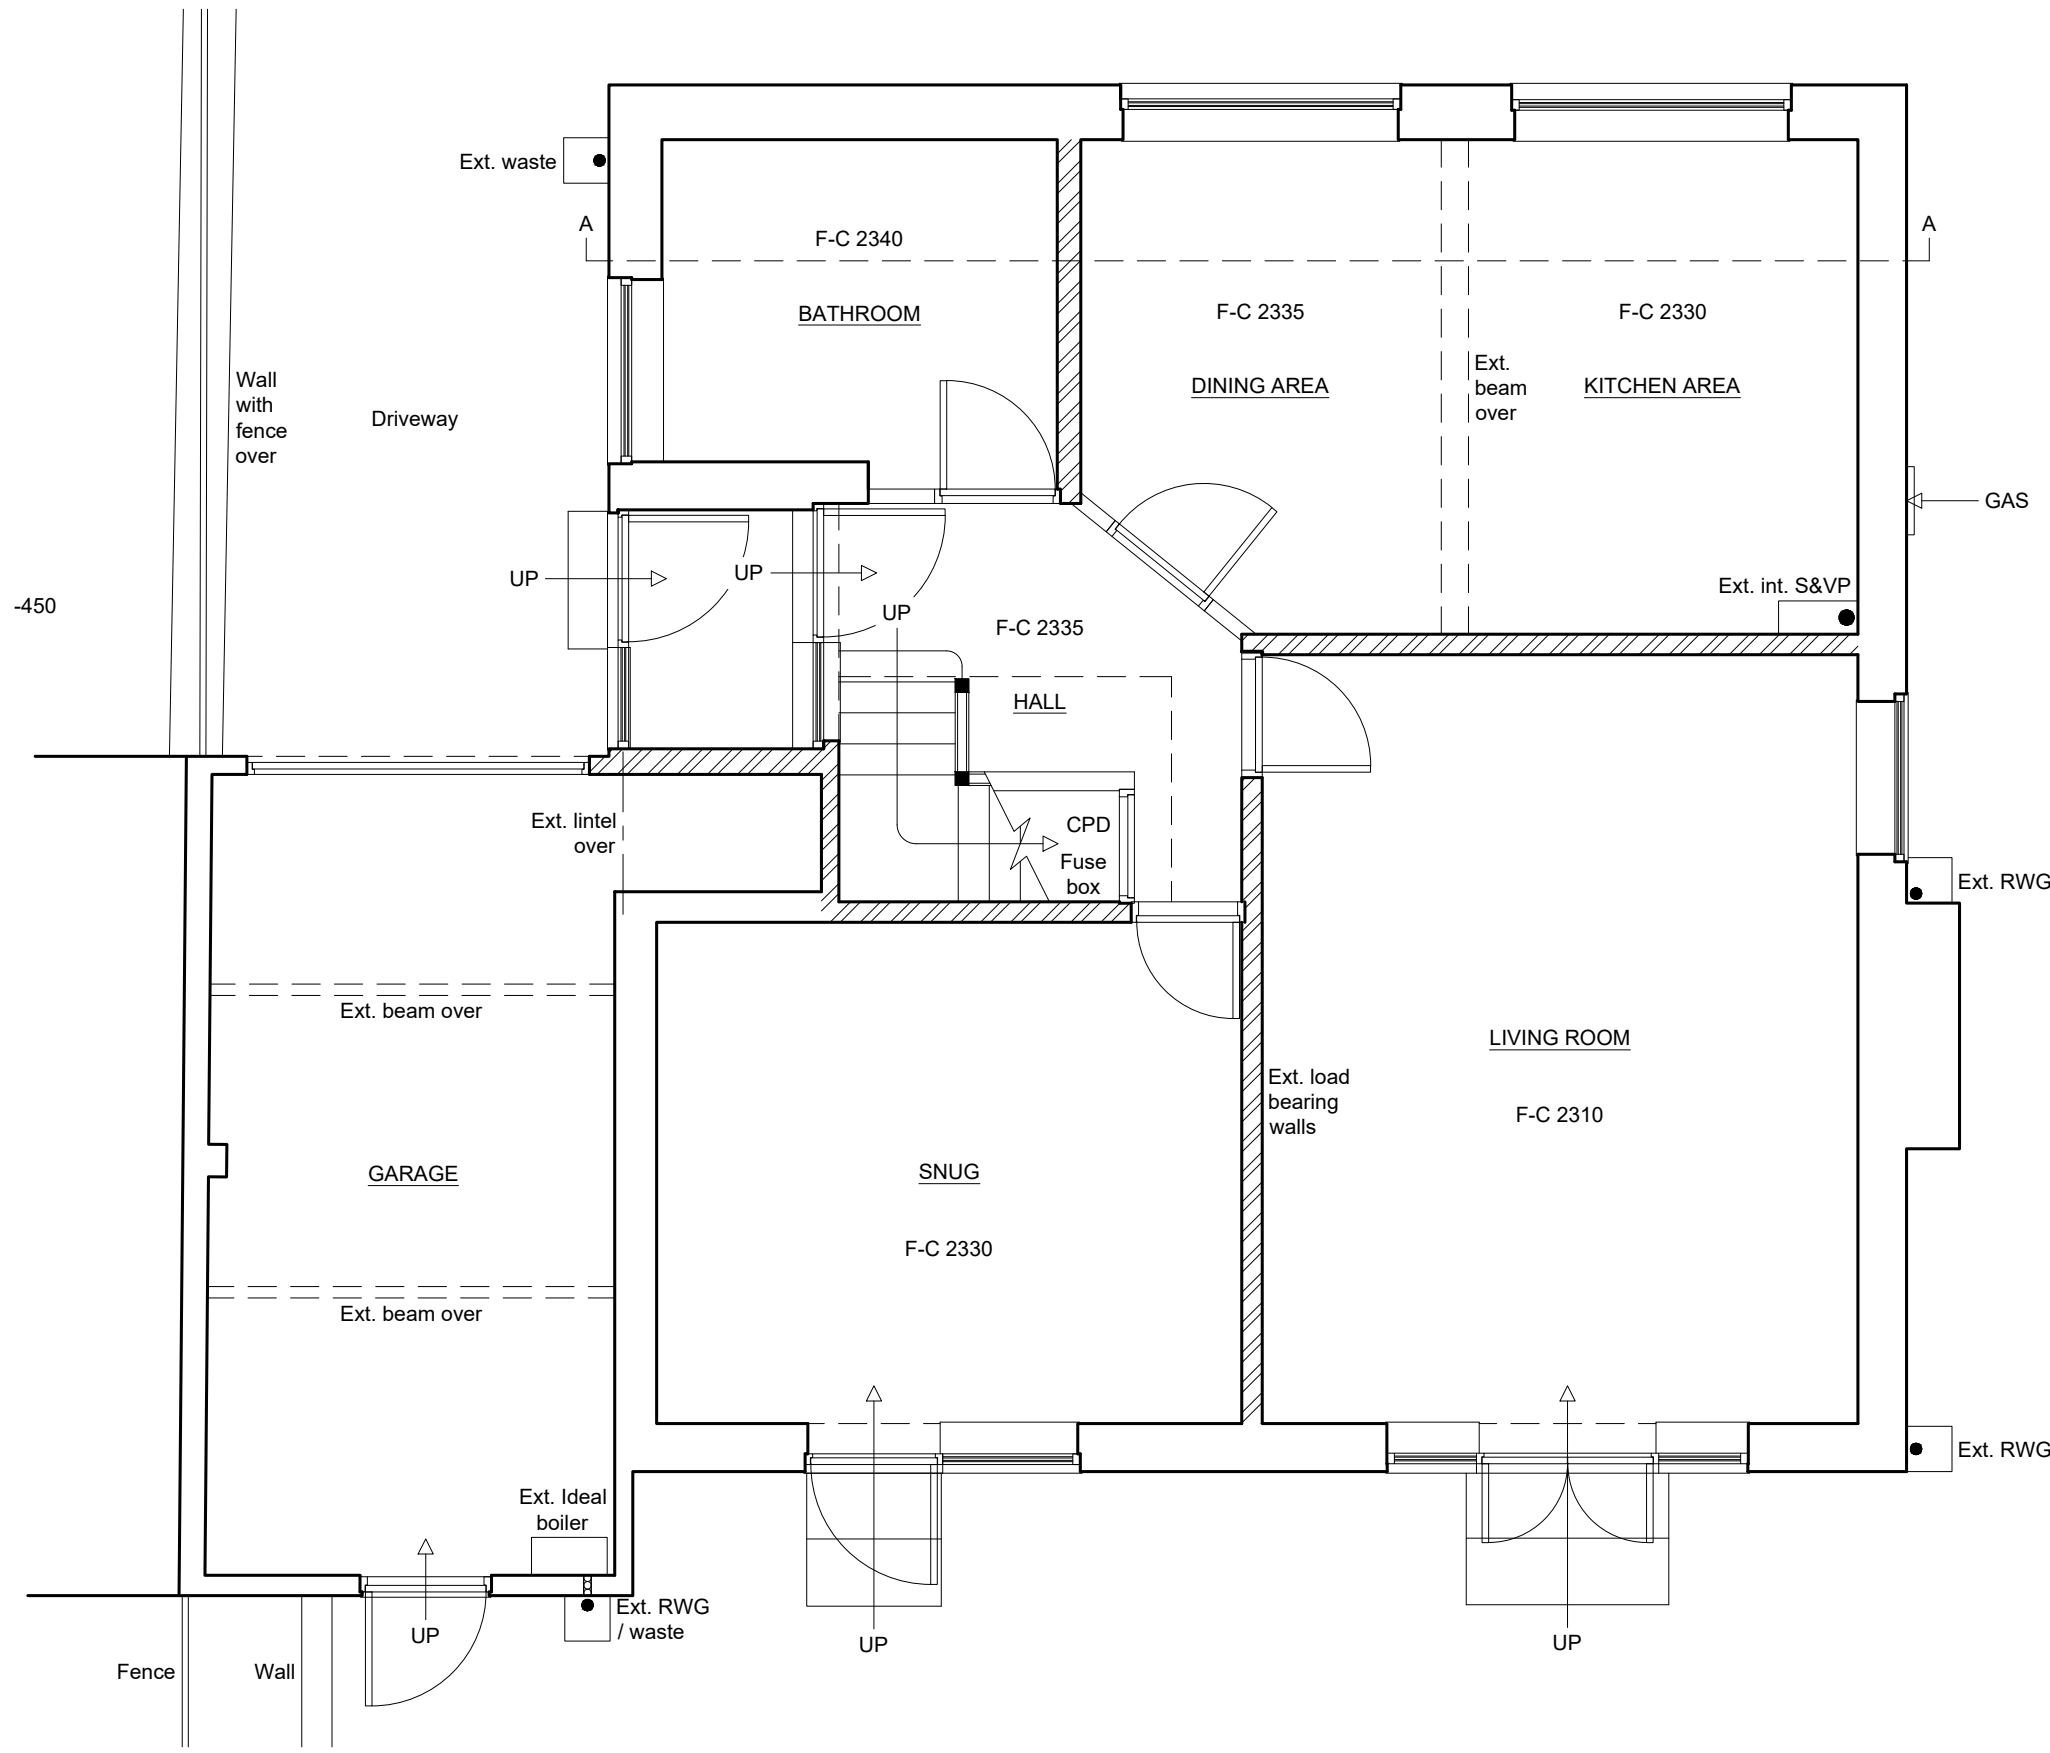 Ext. waste
A
A
F-C 2340
BATHROOM
F-C 2335
DINING AREA
Ext.
beam
over
F-C 2330
KITCHEN AREA
Wall
with
fence
over
Driveway
GAS
UP
UP
UP
-450
F-C 2335
Ext. int. S&VP
HALL
Ext. lintel
over
CPD
Fuse
box
Ext. RWG
Ext. beam over
LIVING ROOM
F-C 2310
Ext. load
bearing
walls
GARAGE
SNUG
F-C 2330
Ext. beam over
Ext. RWG
Ext. Ideal
boiler
Ext. RWG
/ waste
UP
UP
UP
Fence
Wall